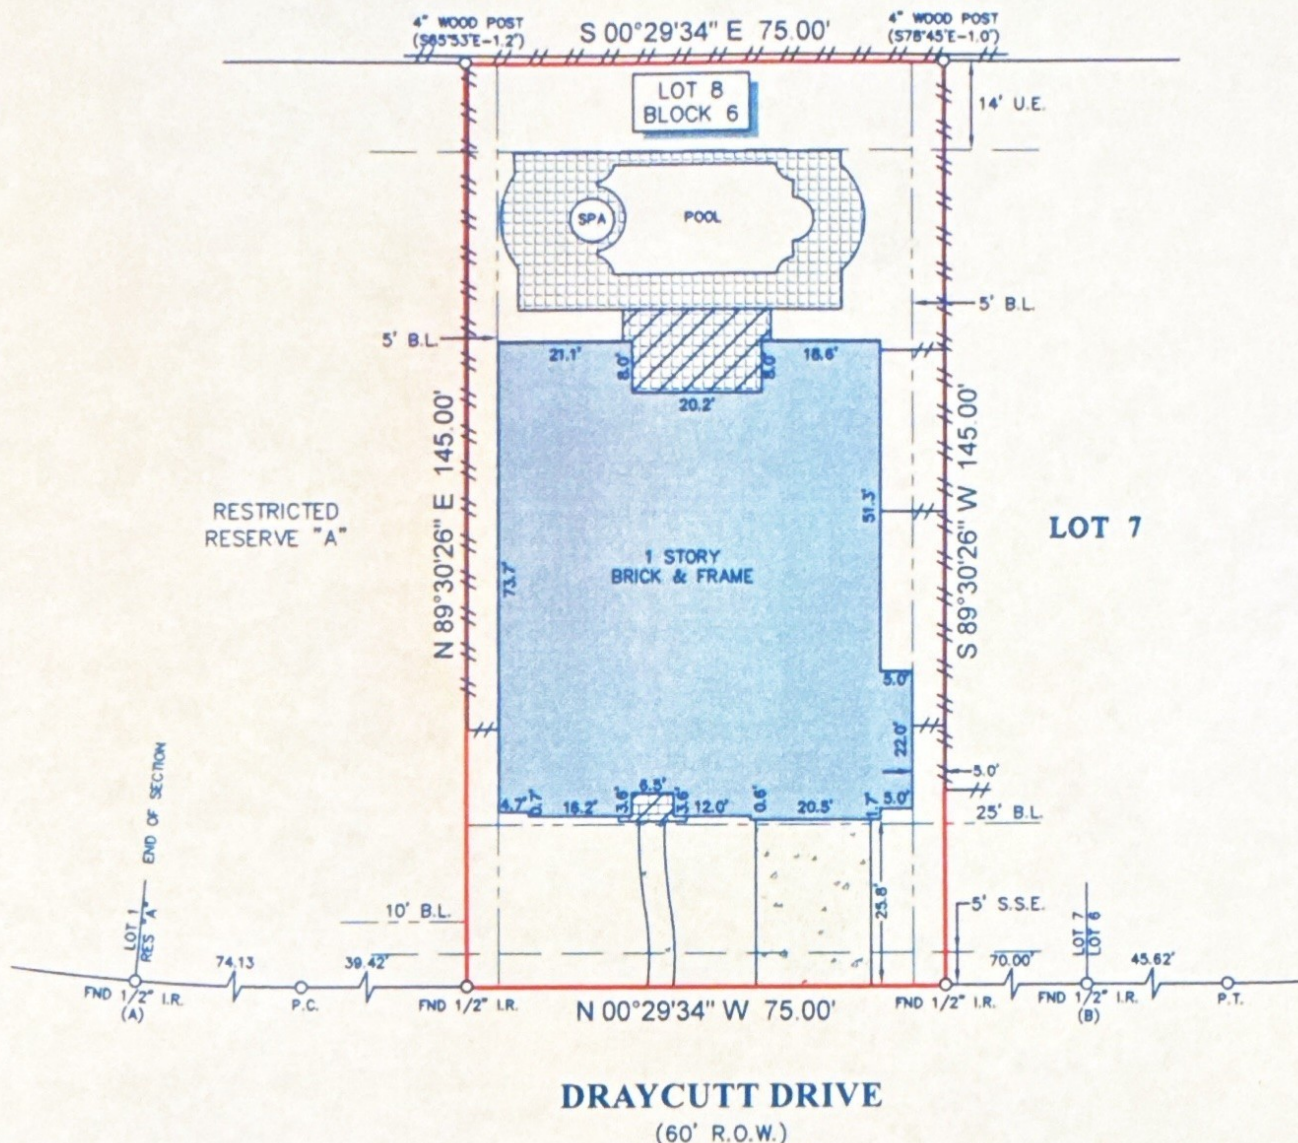 4" WOOD POST
(S65°53'E-1.2')
S 00°29'34" E 75.00'
4" WOOD POST
(S78°45'E-1.0')
LOT 8
BLOCK 6
14' U.E.
SPA
POOL
5' B.L.
5' B.L.
21.1'
8.0'
8.0'
18.6'
20.2'
N 89°30'26" E 145.00'
S 89°30'26" W 145.00'
RESTRICTED
RESERVE "A"
51.3'
LOT 7
1 STORY
BRICK & FRAME
73.7'
5.0'
22.0'
5.0'
END OF SECTION
6.5'
4.7'
0.7'
16.2'
3.6'
3.6'
12.0'
0.6'
20.5'
1.7'
5.0'
25' B.L.
25.8'
10' B.L.
5' S.S.E.
LOT 1
RES "A"
LOT 7
LOT 6
74.13
39.42'
70.00'
45.62'
FND 1/2" I.R.
(A)
P.C.
FND 1/2" I.R.
N 00°29'34" W 75.00'
FND 1/2" I.R.
FND 1/2" I.R.
(B)
P.T.
DRAYCUTT DRIVE
(60' R.O.W.)